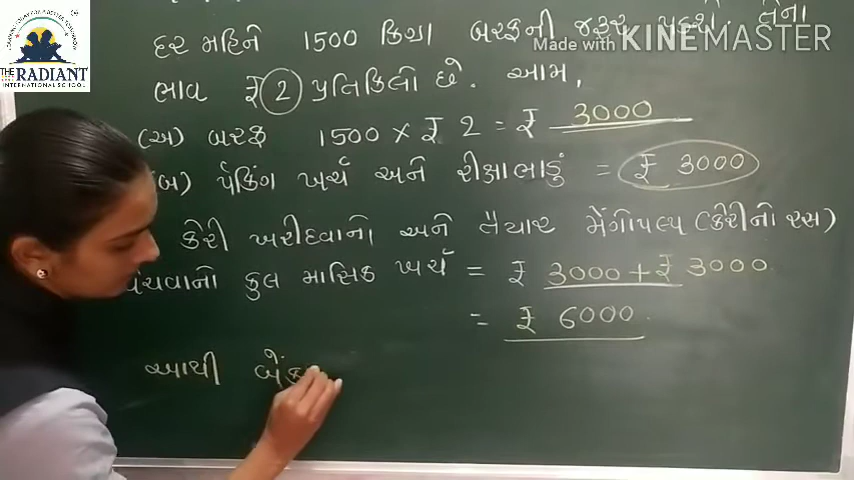 THE RADIANT
INTERNATIONAL SCHOOL
Made with KINEMASTER
દર મહિને 1500 કિગ્રા બરફની જરૂર પડશે. તેના
ભાવ ₹ 2 પ્રતિકિલો છે. આમ,
(અ) બરફ 1500 × ₹ 2 = ₹ 3000
બ) પેકિંગ ખર્ચ અને રીક્ષાભાડું = ₹ 3000
કેરી ખરીદવાનો અને તૈયાર મેંગોપલ્પ (કેરીનો રસ)
વેંચવાનો કુલ માસિક ખર્ચ = ₹ 3000 + ₹ 3000
= ₹ 6000
આથી